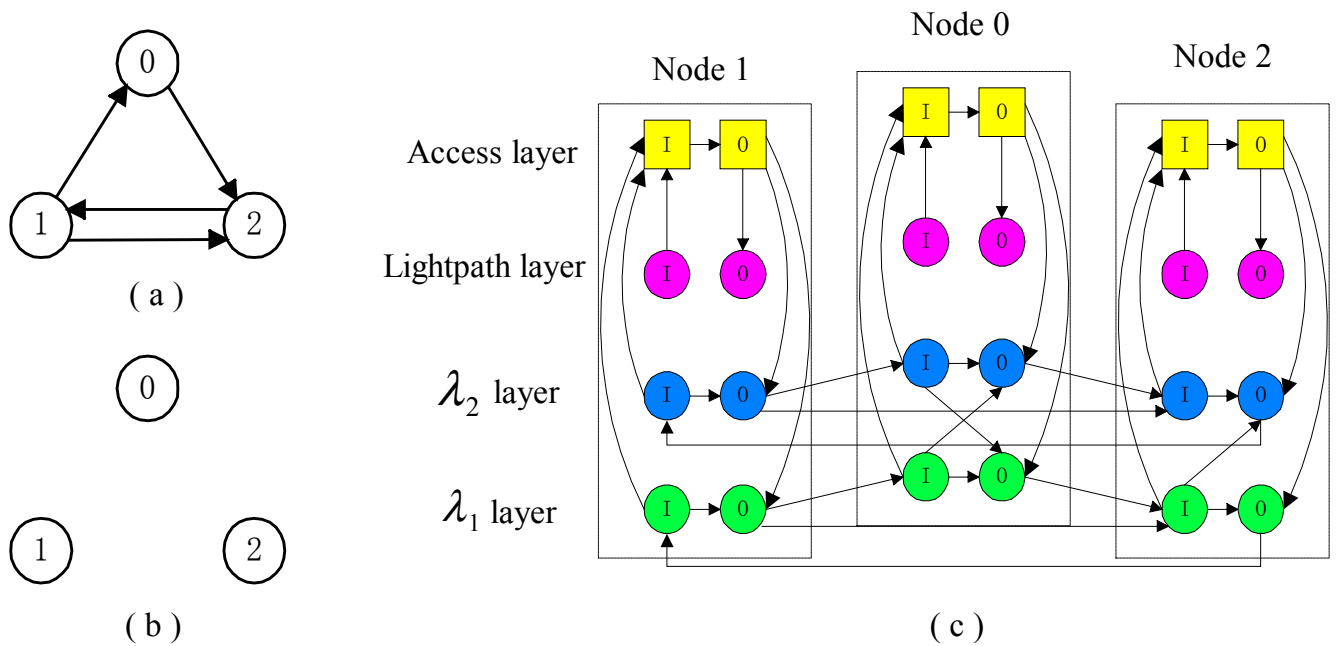 0
1
2
( a )
0
1
2
( b )
Node 1
Node 0
Node 2
Access layer
I
0
I
0
I
0
Lightpath layer
I
0
I
0
I
0
λ2 layer
I
0
I
0
I
0
λ1 layer
I
0
I
0
I
0
( c )